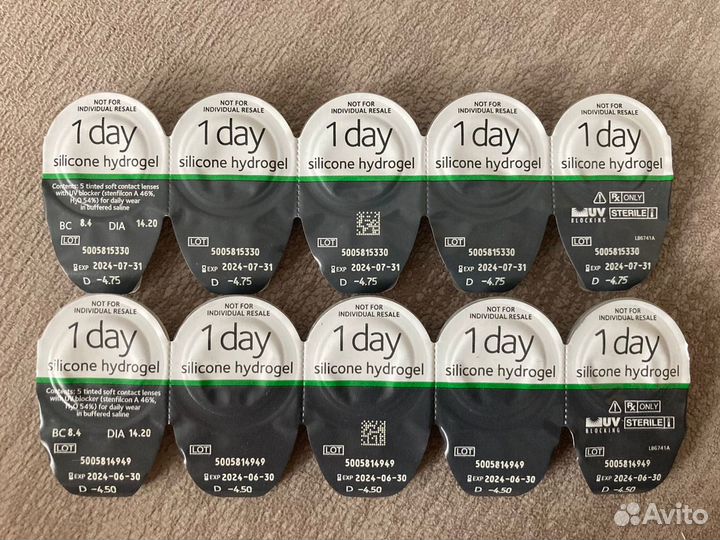 NOT FOR
INDIVIDUAL RESALE
1 day
silicone hydrogel
Contents: 5 tinted soft contact lenses
with UV blocker (stenfilcon A 46%,
H₂O 54%) for daily wear
in buffered saline
BC 8.4 DIA 14.20
LOT
5005815330
EXP 2024-07-31
D -4.75
NOT FOR
INDIVIDUAL RESALE
1 day
silicone hydrogel
LOT
5005815330
EXP 2024-07-31
D -4.75
NOT FOR
INDIVIDUAL RESALE
1 day
silicone hydrogel
LOT
5005815330
EXP 2024-07-31
D -4.75
NOT FOR
INDIVIDUAL RESALE
1 day
silicone hydrogel
LOT
5005815330
EXP 2024-07-31
D -4.75
NOT FOR
INDIVIDUAL RESALE
1 day
silicone hydrogel
Rx ONLY
UV BLOCKING STERILE
LB6741A
LOT
5005815330
EXP 2024-07-31
D -4.75
NOT FOR
INDIVIDUAL RESALE
1 day
silicone hydrogel
Contents: 5 tinted soft contact lenses
with UV blocker (stenfilcon A 46%,
H₂O 54%) for daily wear
in buffered saline
BC 8.4 DIA 14.20
LOT
5005814949
EXP 2024-06-30
D -4.50
NOT FOR
INDIVIDUAL RESALE
1 day
silicone hydrogel
LOT
5005814949
EXP 2024-06-30
D -4.50
NOT FOR
INDIVIDUAL RESALE
1 day
silicone hydrogel
LOT
5005814949
EXP 2024-06-30
D -4.50
NOT FOR
INDIVIDUAL RESALE
1 day
silicone hydrogel
LOT
5005814949
EXP 2024-06-30
D -4.50
NOT FOR
INDIVIDUAL RESALE
1 day
silicone hydrogel
Rx ONLY
UV BLOCKING STERILE
LB6741A
LOT
5005814949
EXP 2024-06-30
D -4.50
Avito